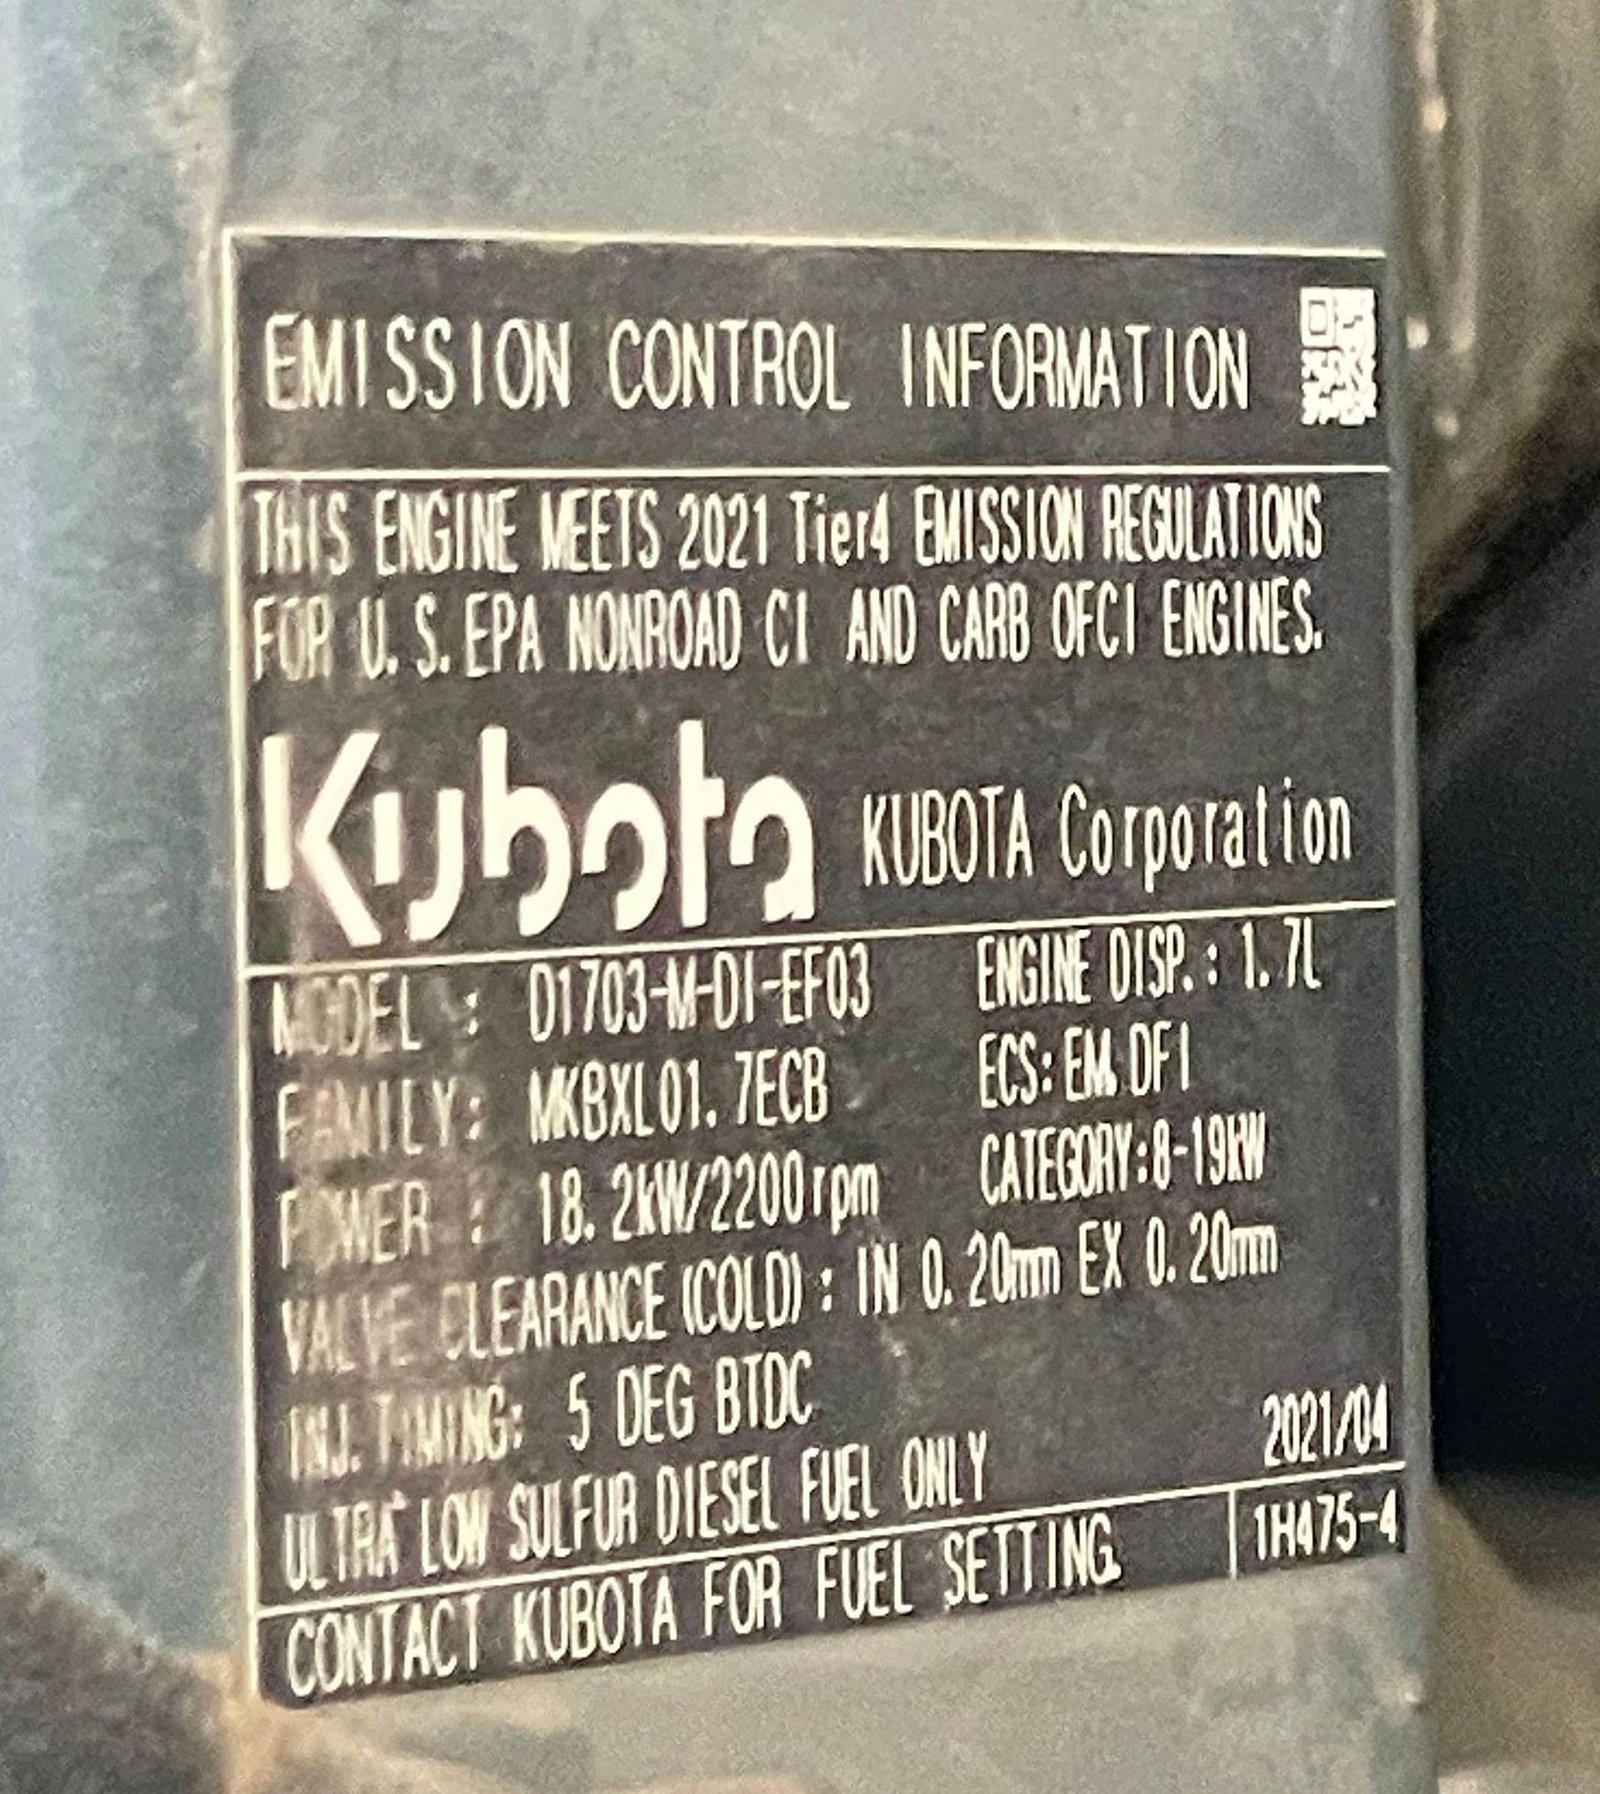 EMISSION CONTROL INFORMATION
THIS ENGINE MEETS 2021 Tier4 EMISSION REGULATIONS
FOR U.S. EPA NONROAD CI AND CARB OFCI ENGINES.
Kubota KUBOTA Corporation
MODEL : D1703-M-DI-EF03 ENGINE DISP. : 1.7L
FAMILY: MKBXL01.7ECB ECS: EM, DFI
POWER : 18.2kW/2200rpm CATEGORY:8-19kW
VALVE CLEARANCE (COLD) : IN 0.20mm EX 0.20mm
INJ. TIMING: 5 DEG BTDC
ULTRA LOW SULFUR DIESEL FUEL ONLY 2021/04
CONTACT KUBOTA FOR FUEL SETTING. 1H475-4